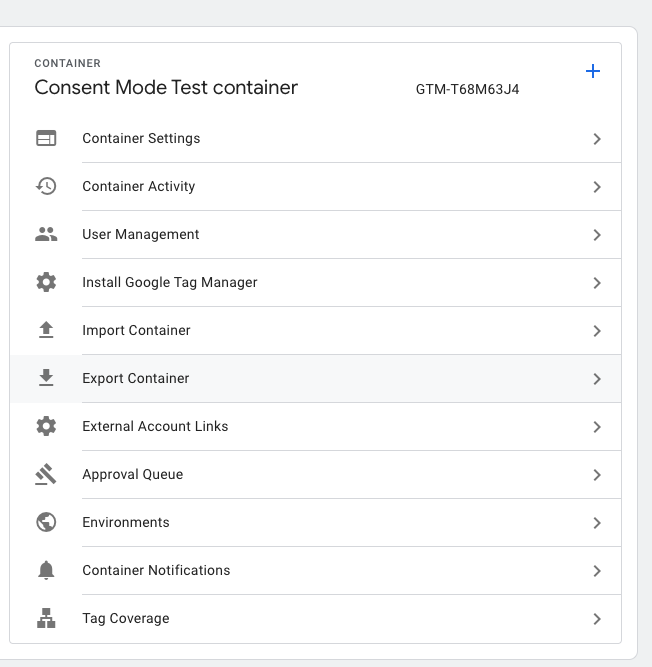 CONTAINER
Consent Mode Test container
GTM-T68M63J4
Container Settings
Container Activity
User Management
Install Google Tag Manager
Import Container
Export Container
External Account Links
Approval Queue
Environments
Container Notifications
Tag Coverage